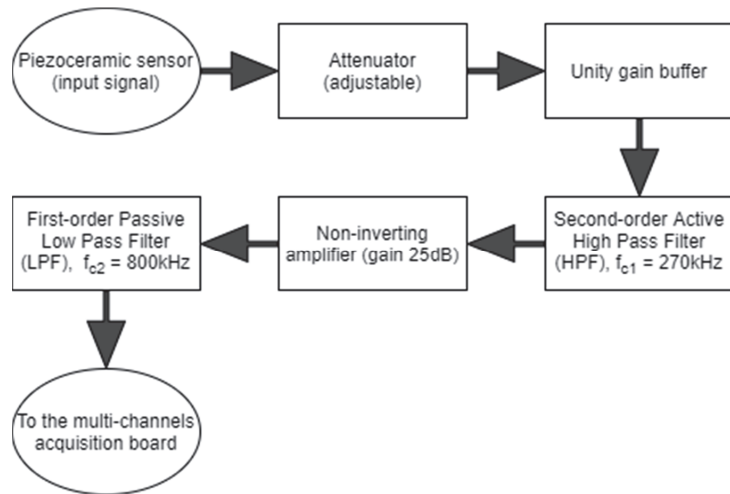 Piezoceramic sensor
(input signal)
Attenuator
(adjustable)
Unity gain buffer
Second-order Active
High Pass Filter
(HPF), fc1 = 270kHz
Non-inverting
amplifier (gain 25dB)
First-order Passive
Low Pass Filter
(LPF),  fc2 = 800kHz
To the multi-channels
acquisition board